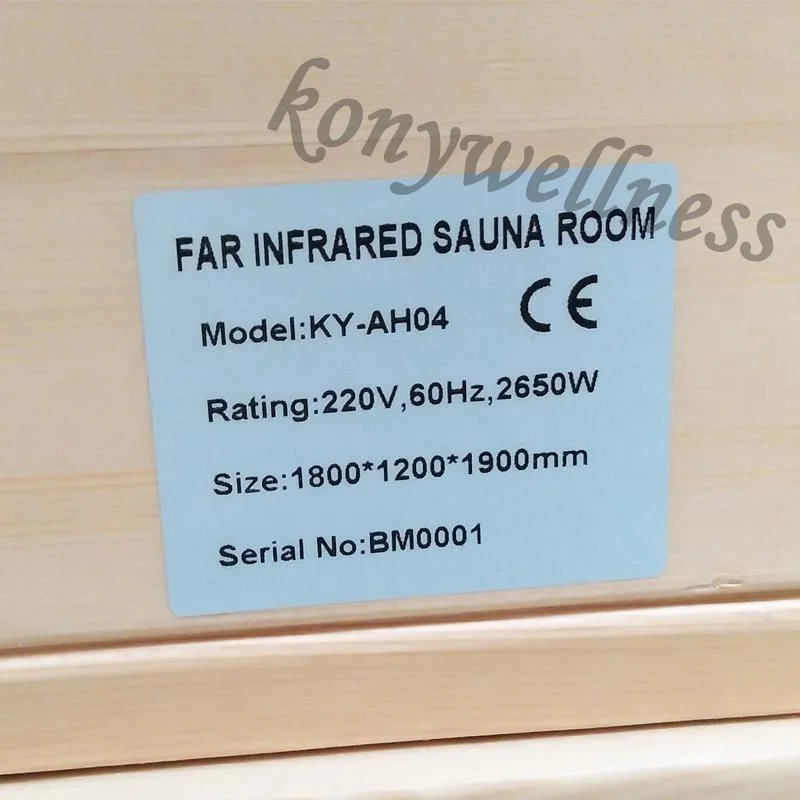 konywellness
FAR INFRARED SAUNA ROOM
Model:KY-AH04 CE
Rating:220V,60Hz,2650W
Size:1800*1200*1900mm
Serial No:BM0001